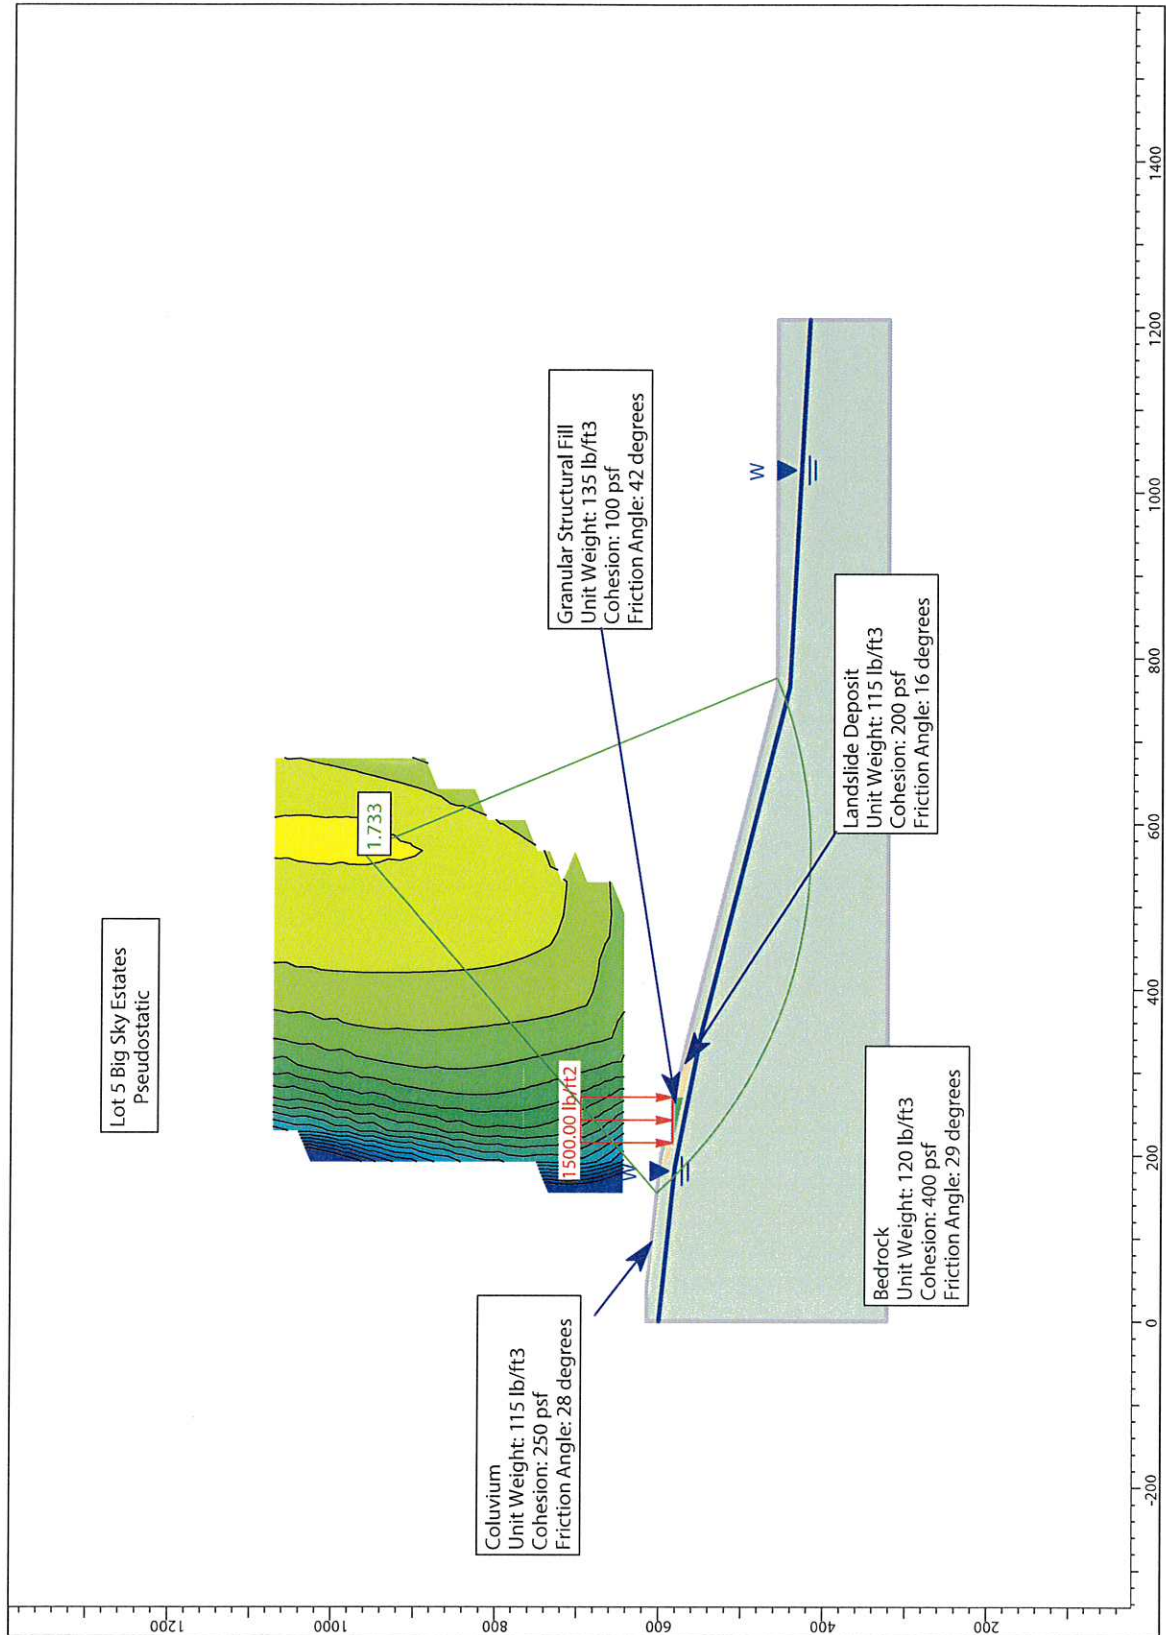 Lot 5 Big Sky Estates
Pseudostatic
1.733
1500.00 lb/ft2
W
W
Coluvium
Unit Weight: 115 lb/ft3
Cohesion: 250 psf
Friction Angle: 28 degrees
Granular Structural Fill
Unit Weight: 135 lb/ft3
Cohesion: 100 psf
Friction Angle: 42 degrees
Landslide Deposit
Unit Weight: 115 lb/ft3
Cohesion: 200 psf
Friction Angle: 16 degrees
Bedrock
Unit Weight: 120 lb/ft3
Cohesion: 400 psf
Friction Angle: 29 degrees
1200
1000
800
600
400
200
-200
0
200
400
600
800
1000
1200
1400